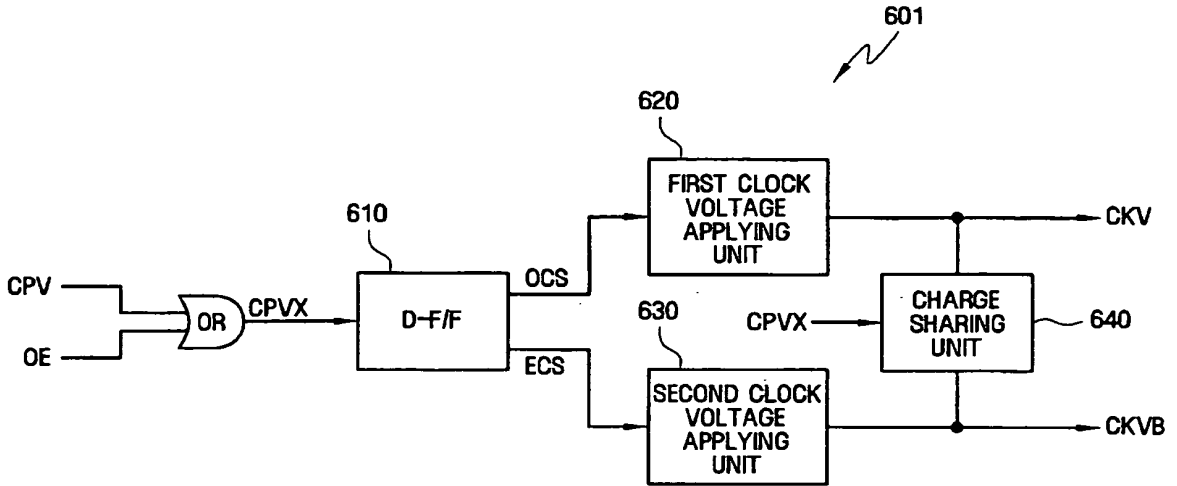 601
620
FIRST CLOCK
VOLTAGE
APPLYING
UNIT
CKV
610
OCS
CPV
OR
CPVX
D-F/F
OE
ECS
630
CPVX
CHARGE
SHARING
UNIT
640
SECOND CLOCK
VOLTAGE
APPLYING
UNIT
CKVB